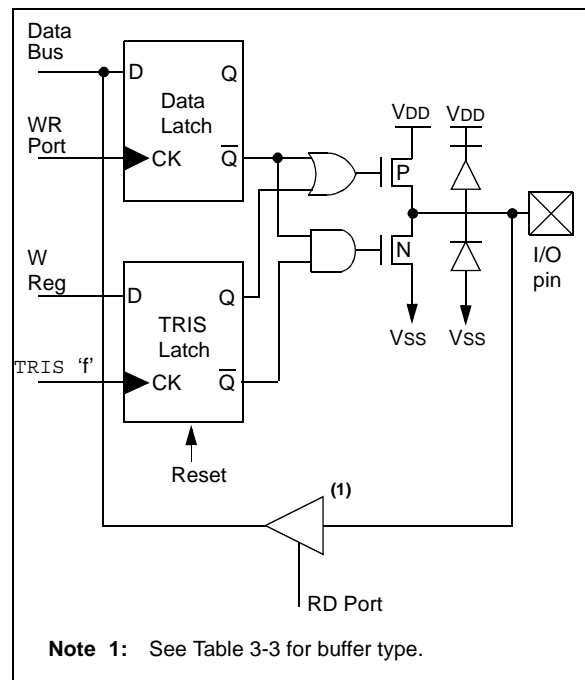 Data
Bus
D
Q
Data
Latch
WR
Port
CK
Q
VDD
VDD
P
N
I/O
pin
W
Reg
D
Q
TRIS
Latch
VSS
VSS
TRIS 'f'
CK
Q
Reset
(1)
RD Port
Note 1: See Table 3-3 for buffer type.